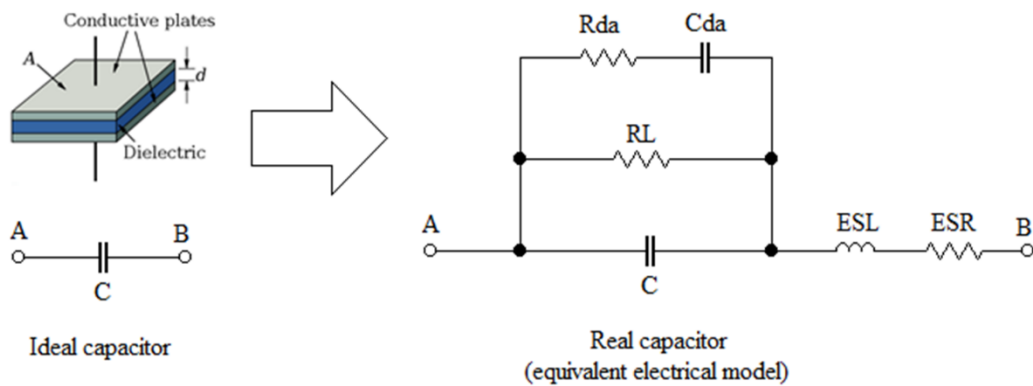 Conductive plates
A
d
Dielectric
A
B
C
Ideal capacitor
Rda
Cda
RL
A
ESL
ESR
B
C
Real capacitor
(equivalent electrical model)